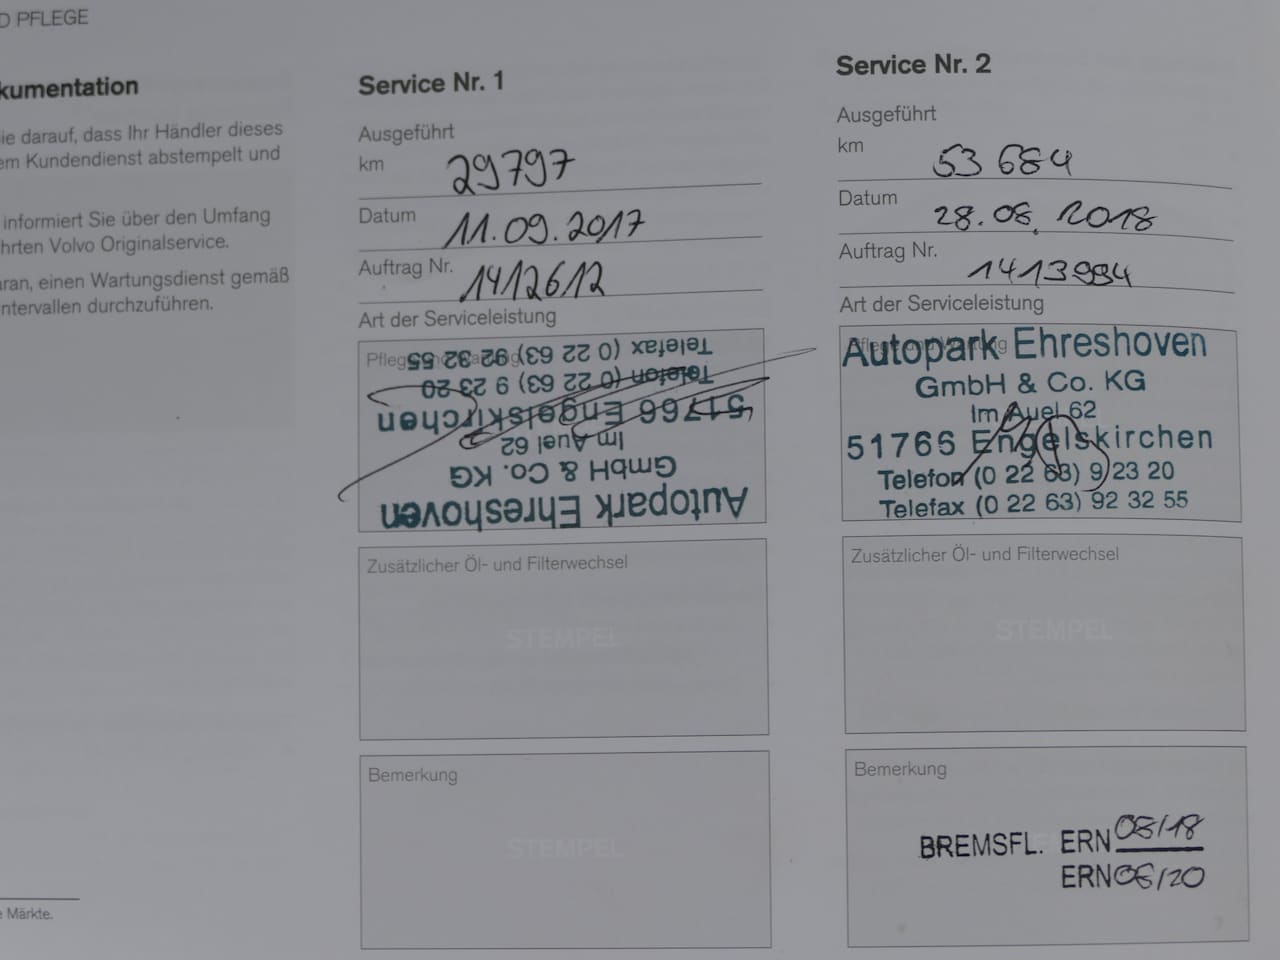 D PFLEGE
kumentation
ie darauf, dass Ihr Händler dieses
em Kundendienst abstempelt und
informiert Sie über den Umfang
hrten Volvo Originalservice.
aran, einen Wartungsdienst gemäß
ntervallen durchzuführen.
e Märkte.
Service Nr. 1
Ausgeführt
km 29797
Datum 11.09.2017
Auftrag Nr. 1412612
Art der Serviceleistung
Autopark Ehreshoven
GmbH & Co. KG
Im Auel 62
51766 Engelskirchen
Telefon (0 22 63) 9 23 20
Telefax (0 22 63) 92 32 55
Zusätzlicher Öl- und Filterwechsel
STEMPEL
Bemerkung
STEMPEL
Service Nr. 2
Ausgeführt
km 53 684
Datum 28.08.2018
Auftrag Nr. 1413994
Art der Serviceleistung
Pflege und Wartung
Autopark Ehreshoven
GmbH & Co. KG
Im Auel 62
51766 Engelskirchen
Telefon (0 22 63) 9 23 20
Telefax (0 22 63) 92 32 55
Zusätzlicher Öl- und Filterwechsel
STEMPEL
Bemerkung
BREMSFL. ERN 08/18
ERN 08/20